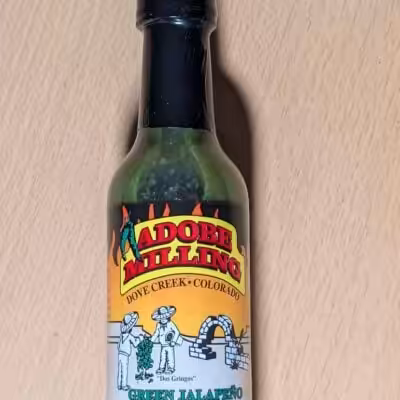 ADOBE
MILLING
DOVE CREEK • COLORADO
"Dos Gringos"
GREEN JALAPEÑO